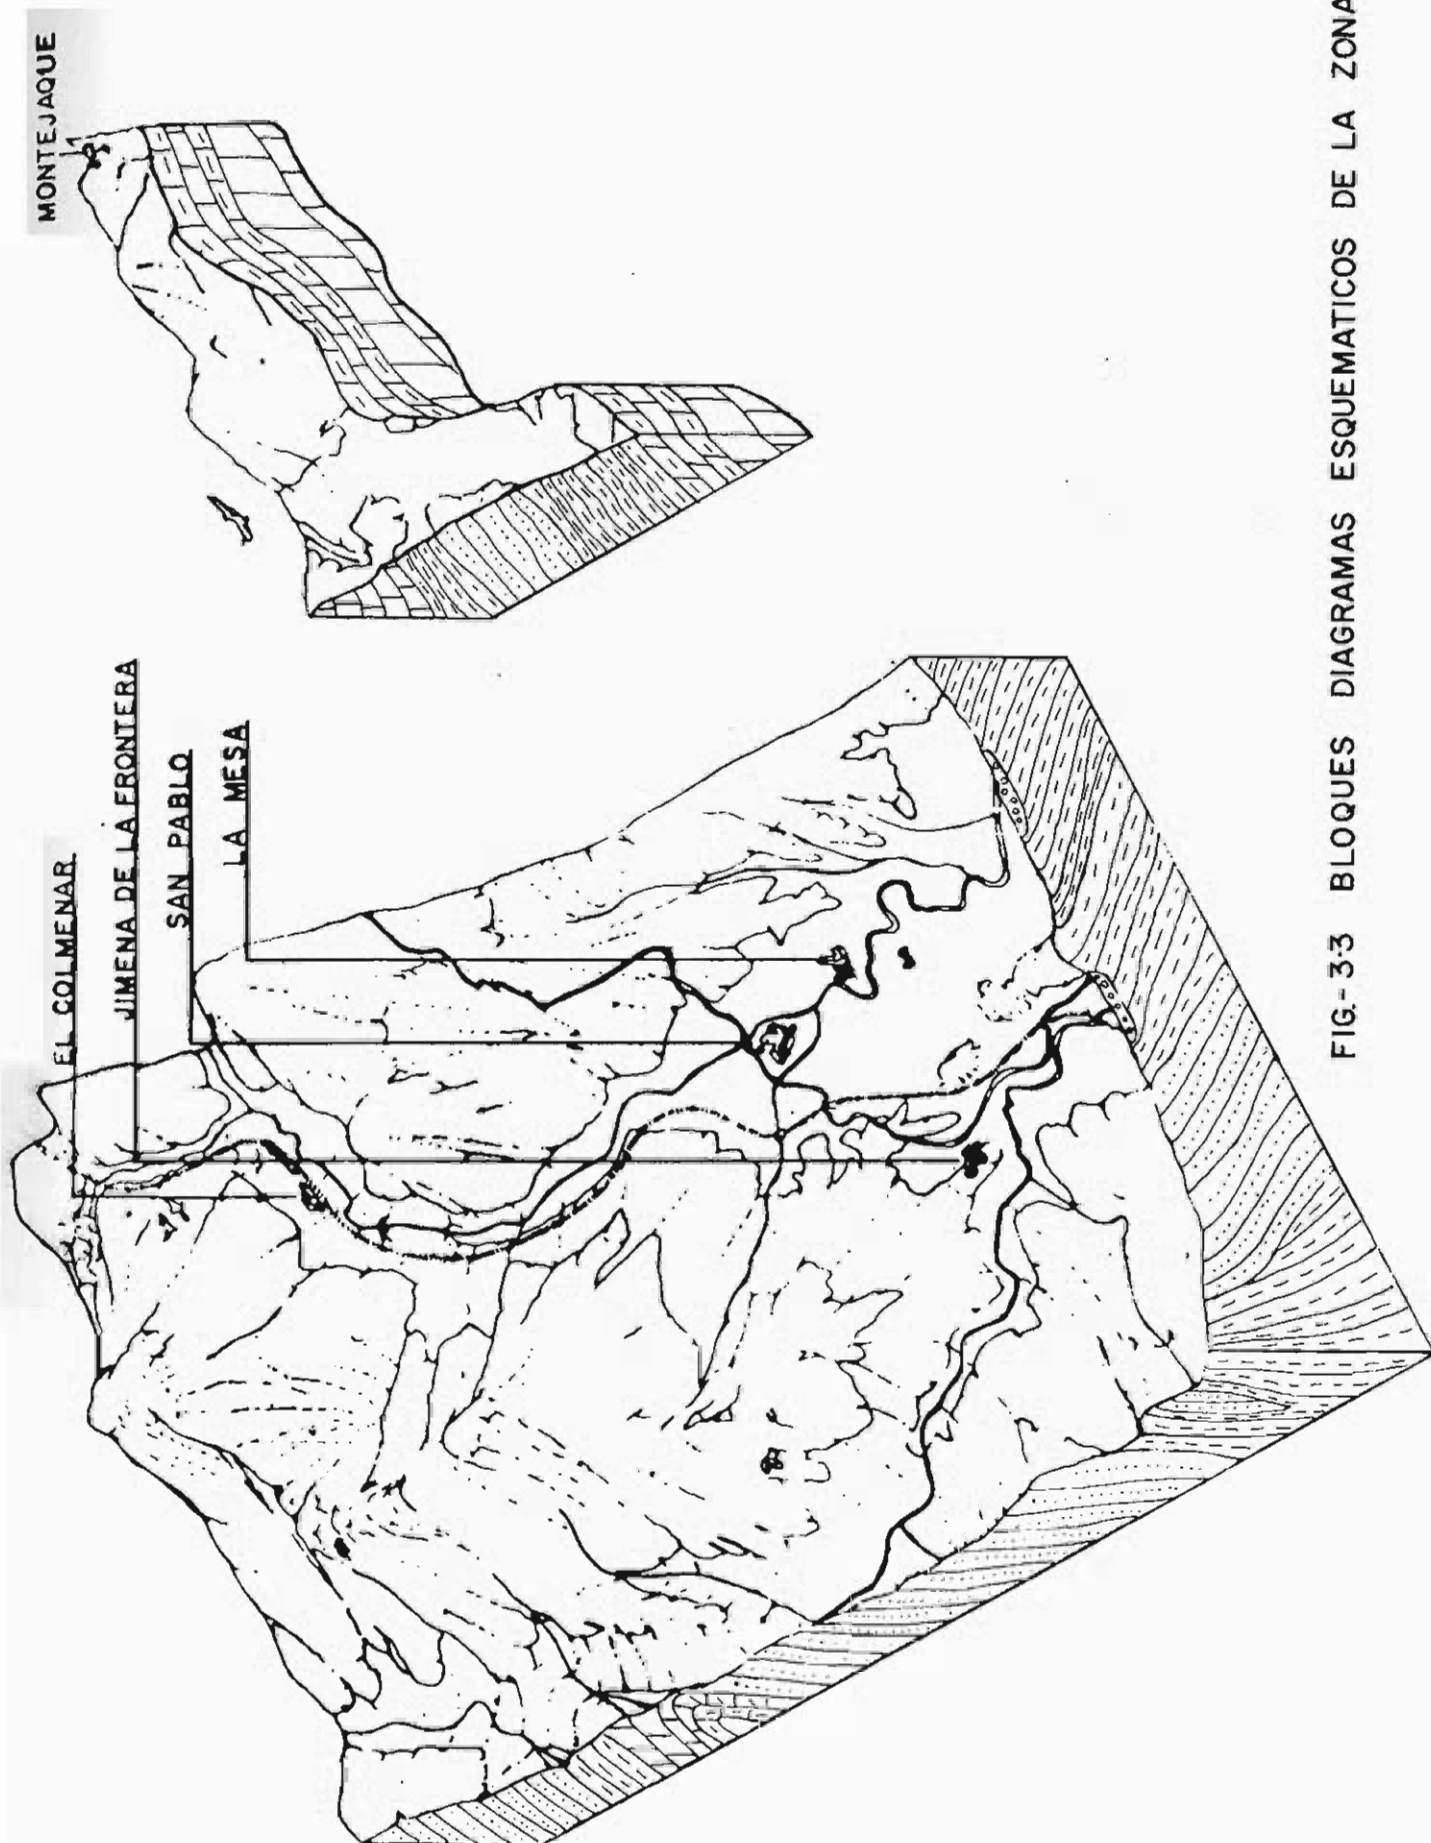 MONTEJAQUE
EL COLMENAR
JIMENA DE LA FRONTERA
SAN PABLO
LA MESA
FIG.-3·3 BLOQUES DIAGRAMAS ESQUEMATICOS DE LA ZONA